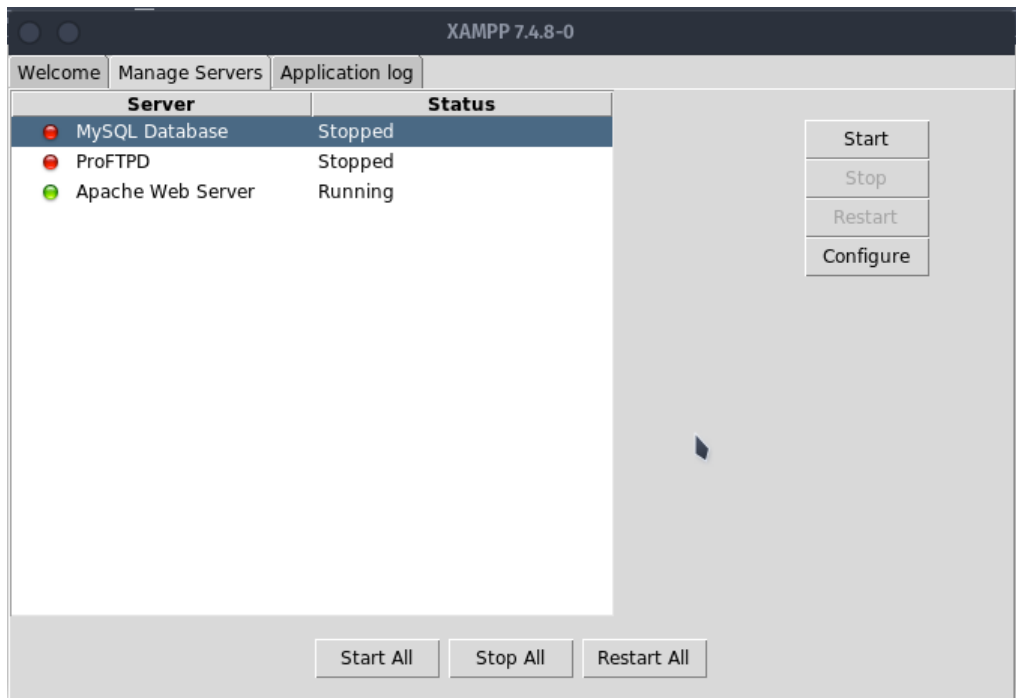 XAMPP 7.4.8-0
Welcome Manage Servers Application log
Server Status
MySQL Database Stopped
ProFTPD Stopped
Apache Web Server Running
Start
Stop
Restart
Configure
Start All Stop All Restart All